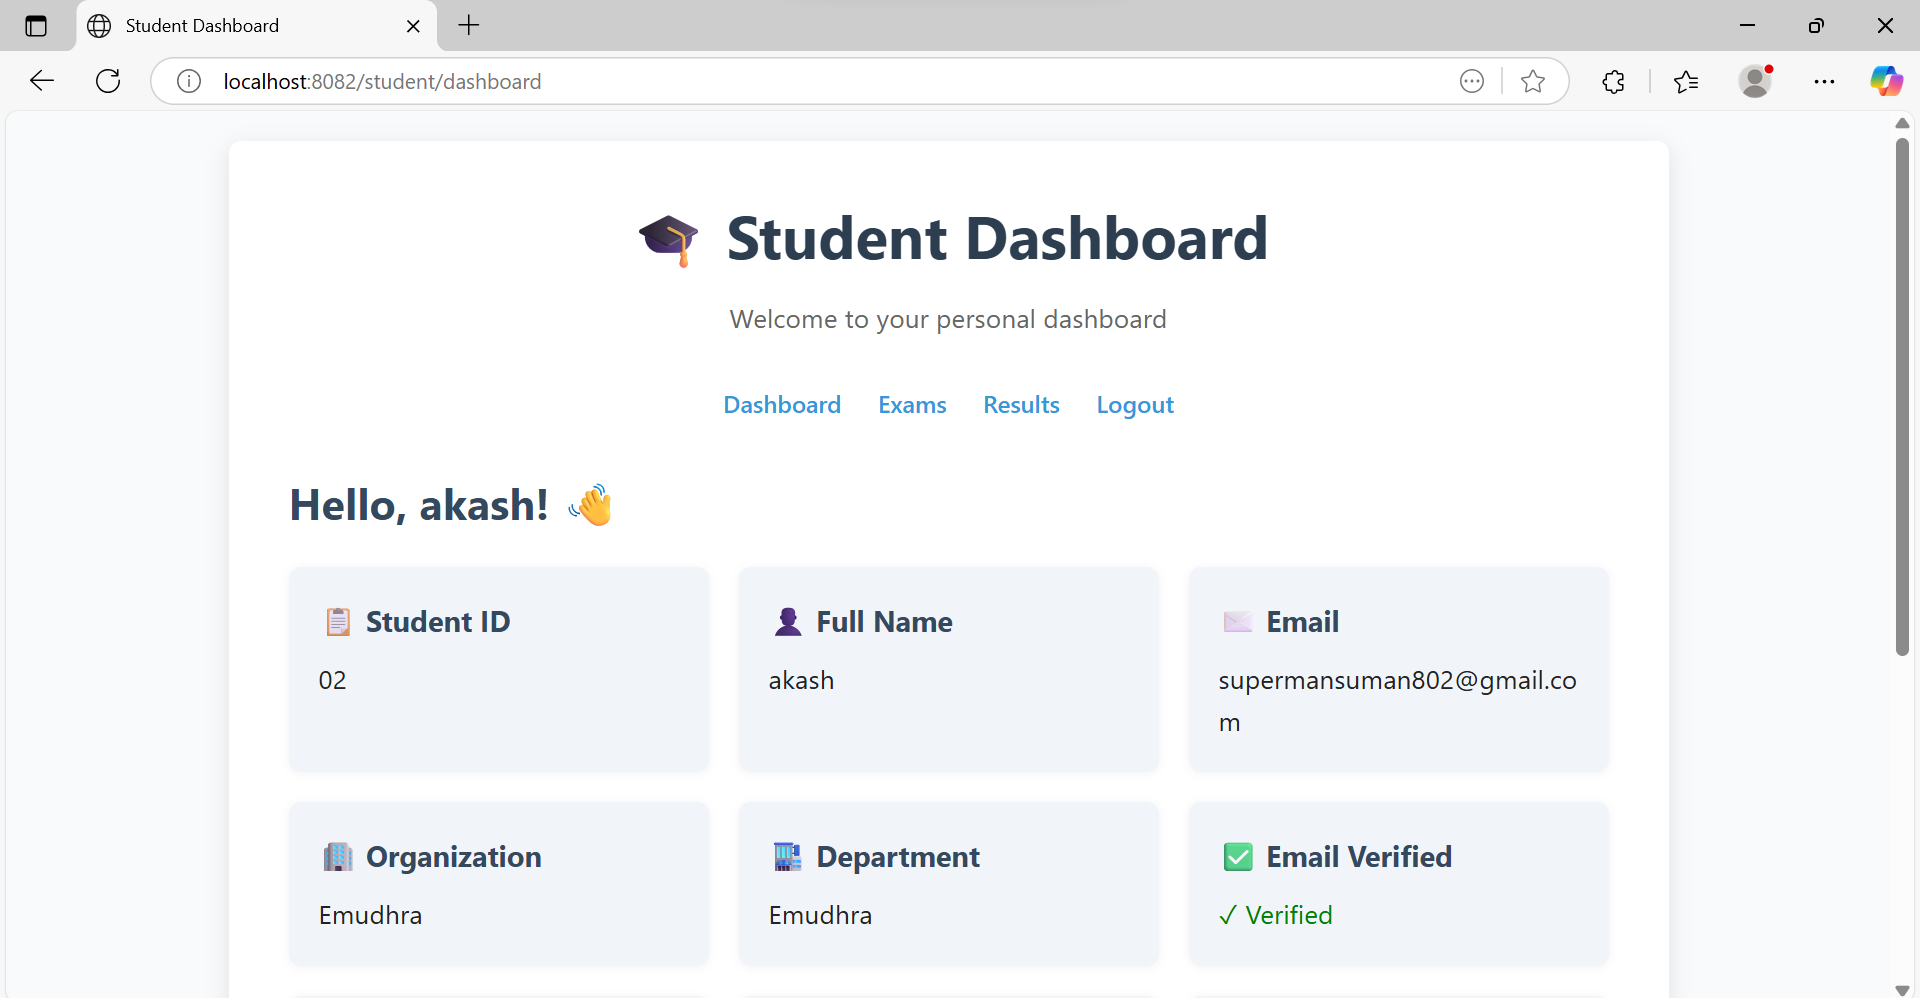 Student Dashboard
localhost:8082/student/dashboard
Student Dashboard
Welcome to your personal dashboard
Dashboard Exams Results Logout
Hello, akash!
Student ID
02
Full Name
akash
Email
supermansuman802@gmail.co
m
Organization
Emudhra
Department
Emudhra
Email Verified
✓ Verified